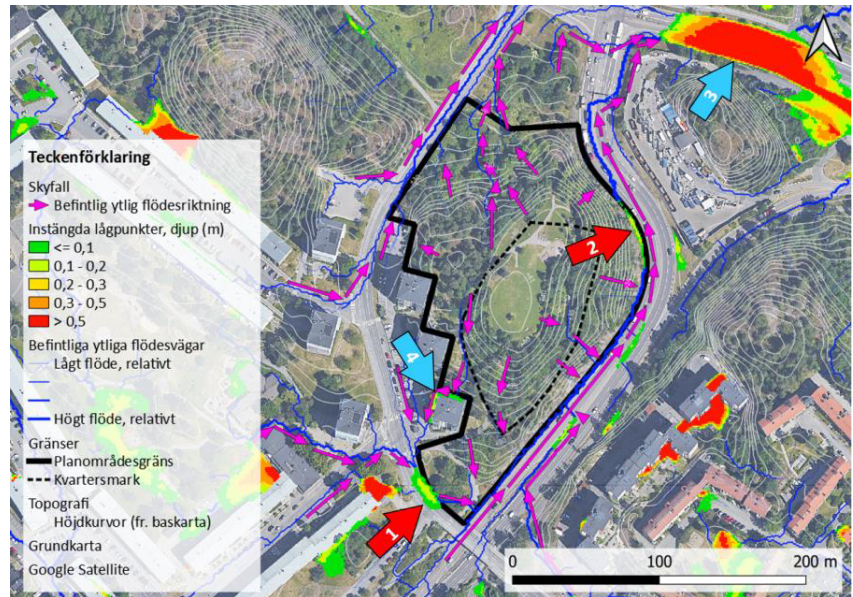 Teckenförklaring
Skyfall
Befintlig ytlig flödesriktning
Instängda lågpunkter, djup (m)
<= 0,1
0,1 - 0,2
0,2 - 0,3
0,3 - 0,5
> 0,5
Befintliga ytliga flödesvägar
Lågt flöde, relativt
Högt flöde, relativt
Gränser
Planområdesgräns
Kvartersmark
Topografi
Höjdkurvor (fr. baskarta)
Grundkarta
Google Satellite
3
2
4
1
0 100 200 m